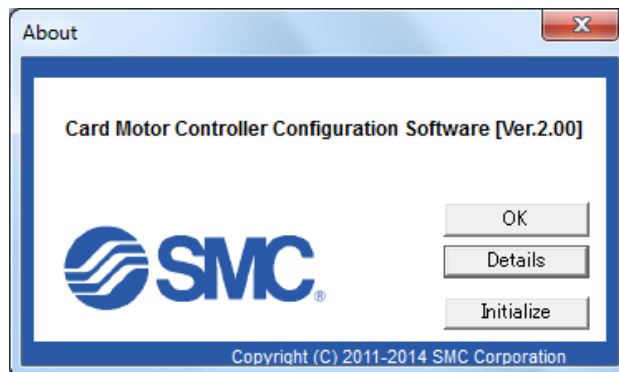 About
Card Motor Controller Configuration Software [Ver.2.00]
OK
SMC®
Details
Initialize
Copyright (C) 2011-2014 SMC Corporation